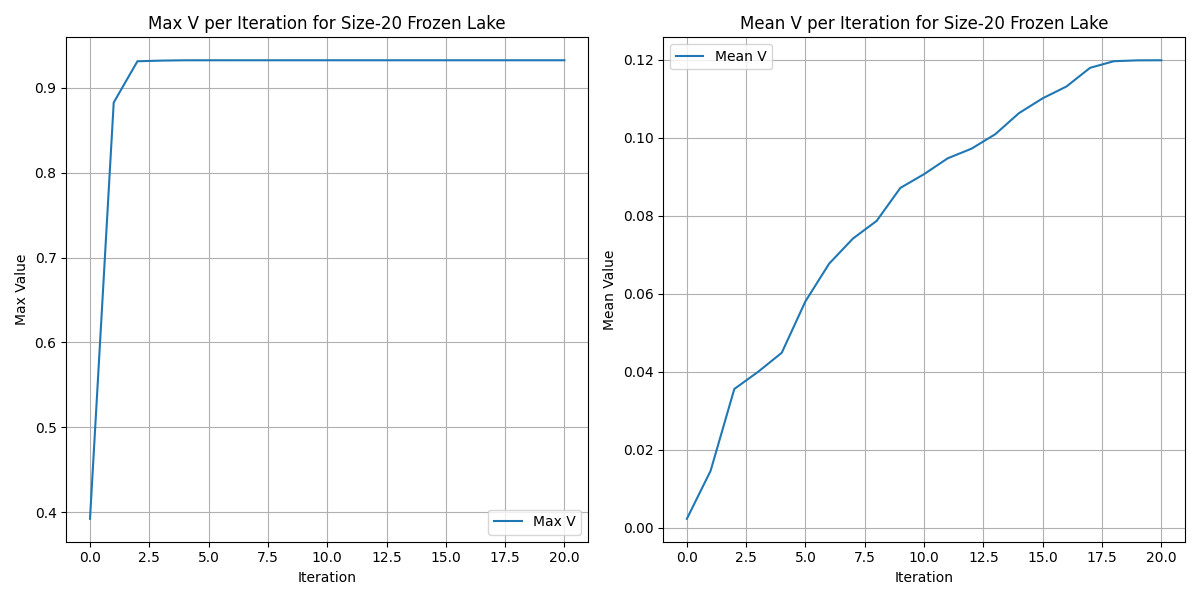 Max V per Iteration for Size-20 Frozen Lake
Max Value
0.9
0.8
0.7
0.6
0.5
0.4
Max V
0.0 2.5 5.0 7.5 10.0 12.5 15.0 17.5 20.0
Iteration
Mean V per Iteration for Size-20 Frozen Lake
Mean Value
Mean V
0.12
0.10
0.08
0.06
0.04
0.02
0.00
0.0 2.5 5.0 7.5 10.0 12.5 15.0 17.5 20.0
Iteration